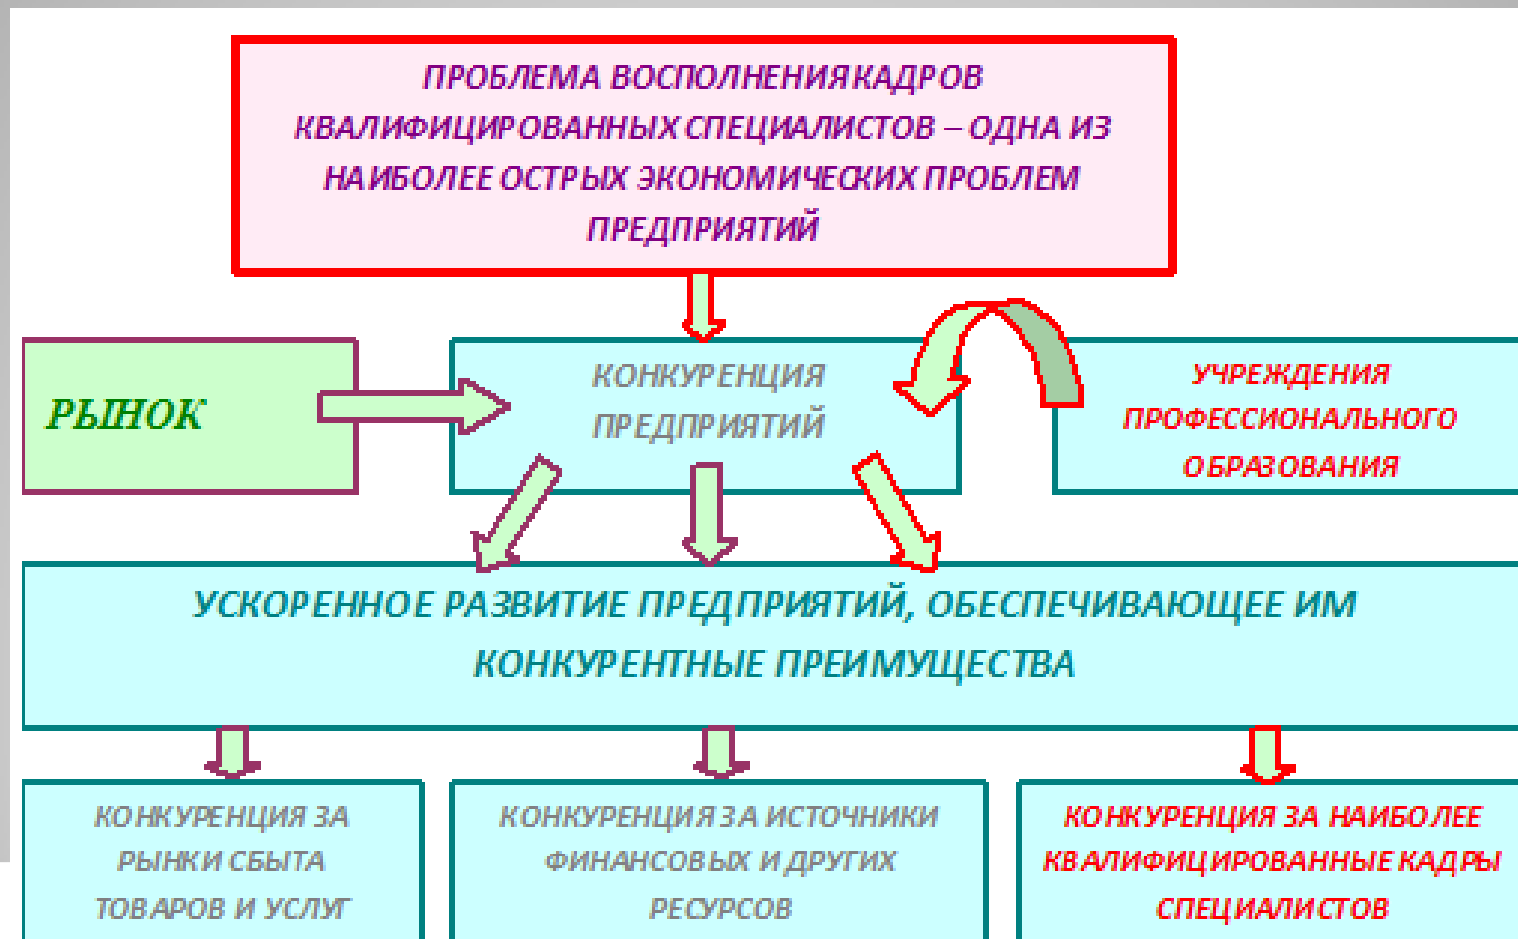 ПРОБЛЕМА ВОСПОЛНЕНИЯ КАДРОВ
КВАЛИФИЦИРОВАННЫХ СПЕЦИАЛИСТОВ – ОДНА ИЗ
НАИБОЛЕЕ ОСТРЫХ ЭКОНОМИЧЕСКИХ ПРОБЛЕМ
ПРЕДПРИЯТИЙ
РЫНОК
КОНКУРЕНЦИЯ
ПРЕДПРИЯТИЙ
УЧРЕЖДЕНИЯ
ПРОФЕССИОНАЛЬНОГО
ОБРАЗОВАНИЯ
УСКОРЕННОЕ РАЗВИТИЕ ПРЕДПРИЯТИЙ, ОБЕСПЕЧИВАЮЩЕЕ ИМ
КОНКУРЕНТНЫЕ ПРЕИМУЩЕСТВА
КОНКУРЕНЦИЯ ЗА
РЫНКИ СБЫТА
ТОВАРОВ И УСЛУГ
КОНКУРЕНЦИЯ ЗА ИСТОЧНИКИ
ФИНАНСОВЫХ И ДРУГИХ
РЕСУРСОВ
КОНКУРЕНЦИЯ ЗА НАИБОЛЕЕ
КВАЛИФИЦИРОВАННЫЕ КАДРЫ
СПЕЦИАЛИСТОВ